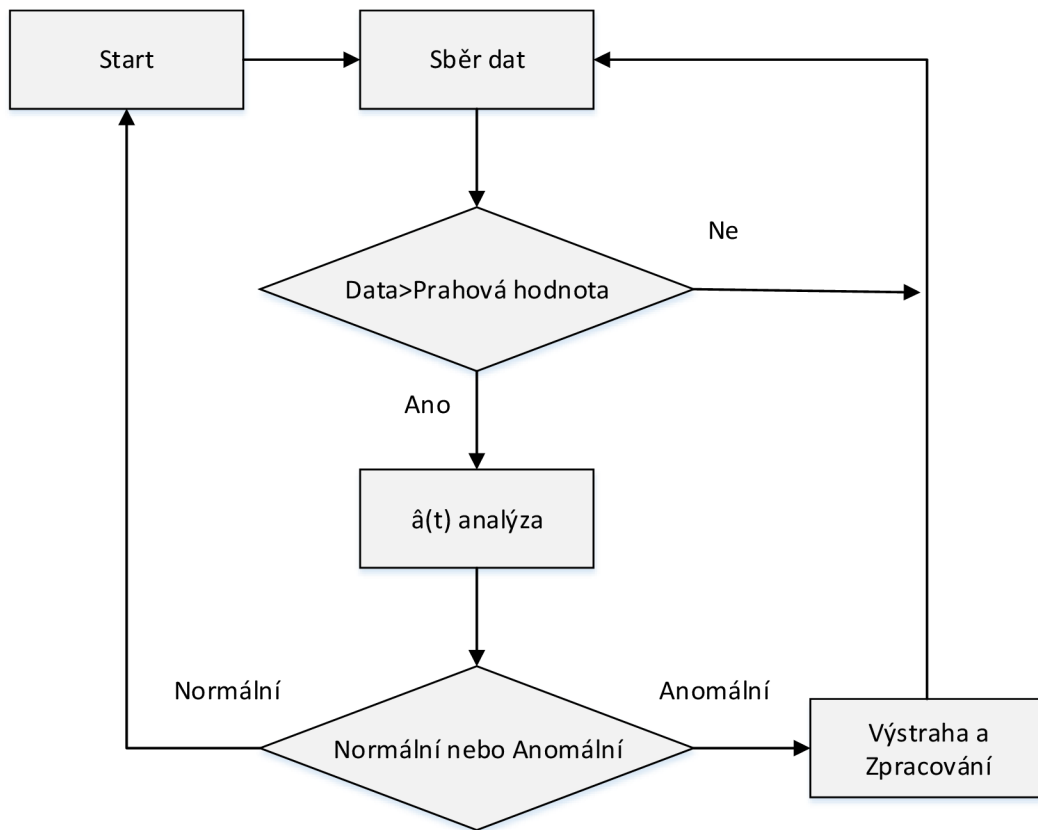 Start
Sběr dat
Ne
Data>Prahová hodnota
Ano
â(t) analýza
Normální
Anomální
Normální nebo Anomální
Výstraha a
Zpracování